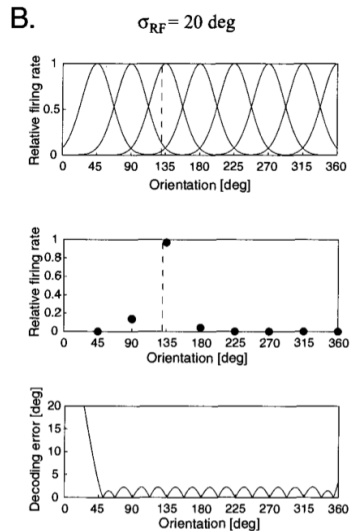 B.
σRF = 20 deg
Relative firing rate
1
0.5
0
0 45 90 135 180 225 270 315 360
Orientation [deg]
Relative firing rate
1
0.8
0.6
0.4
0.2
0
0 45 90 135 180 225 270 315 360
Orientation [deg]
Decoding error [deg]
20
15
10
5
0
0 45 90 135 180 225 270 315 360
Orientation [deg]